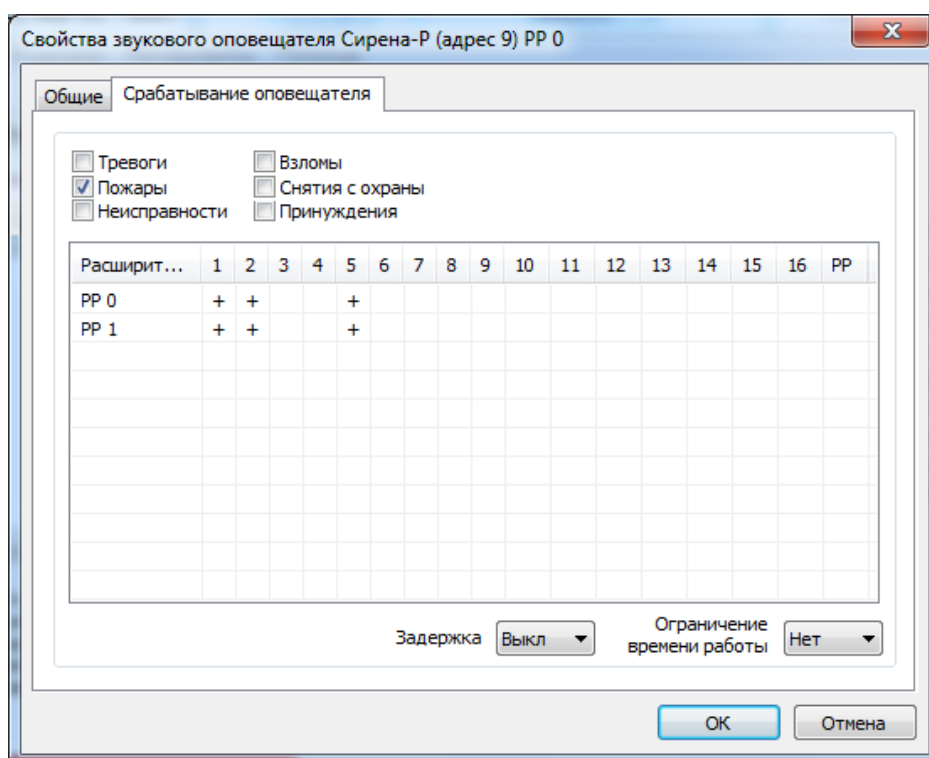 Свойства звукового оповещателя Сирена-Р (адрес 9) РР 0
Общие Срабатывание оповещателя
Тревоги Взломы
Пожары Снятия с охраны
Неисправности Принуждения
Расширит... 1 2 3 4 5 6 7 8 9 10 11 12 13 14 15 16 РР
РР 0 + + +
РР 1 + + +
Задержка Выкл Ограничение
времени работы Нет
ОК Отмена